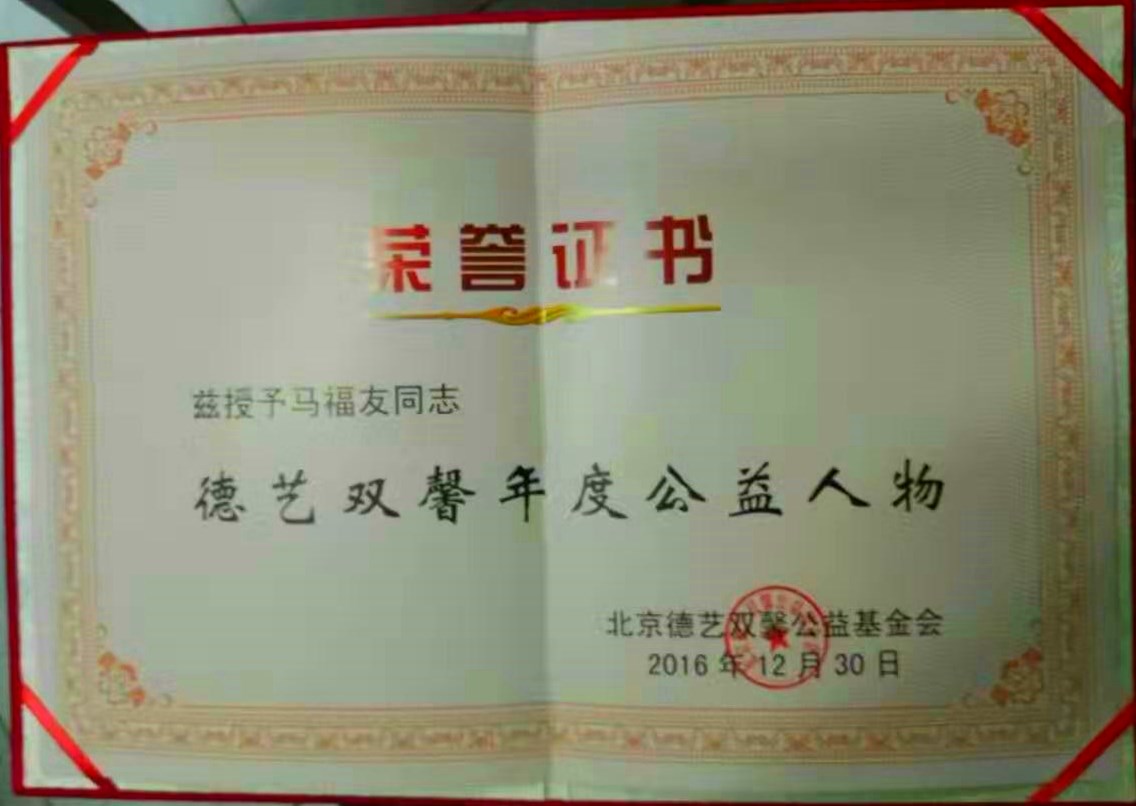 荣誉证书
兹授予马福友同志
德艺双馨年度公益人物
北京德艺双馨公益基金会
2016年12月30日